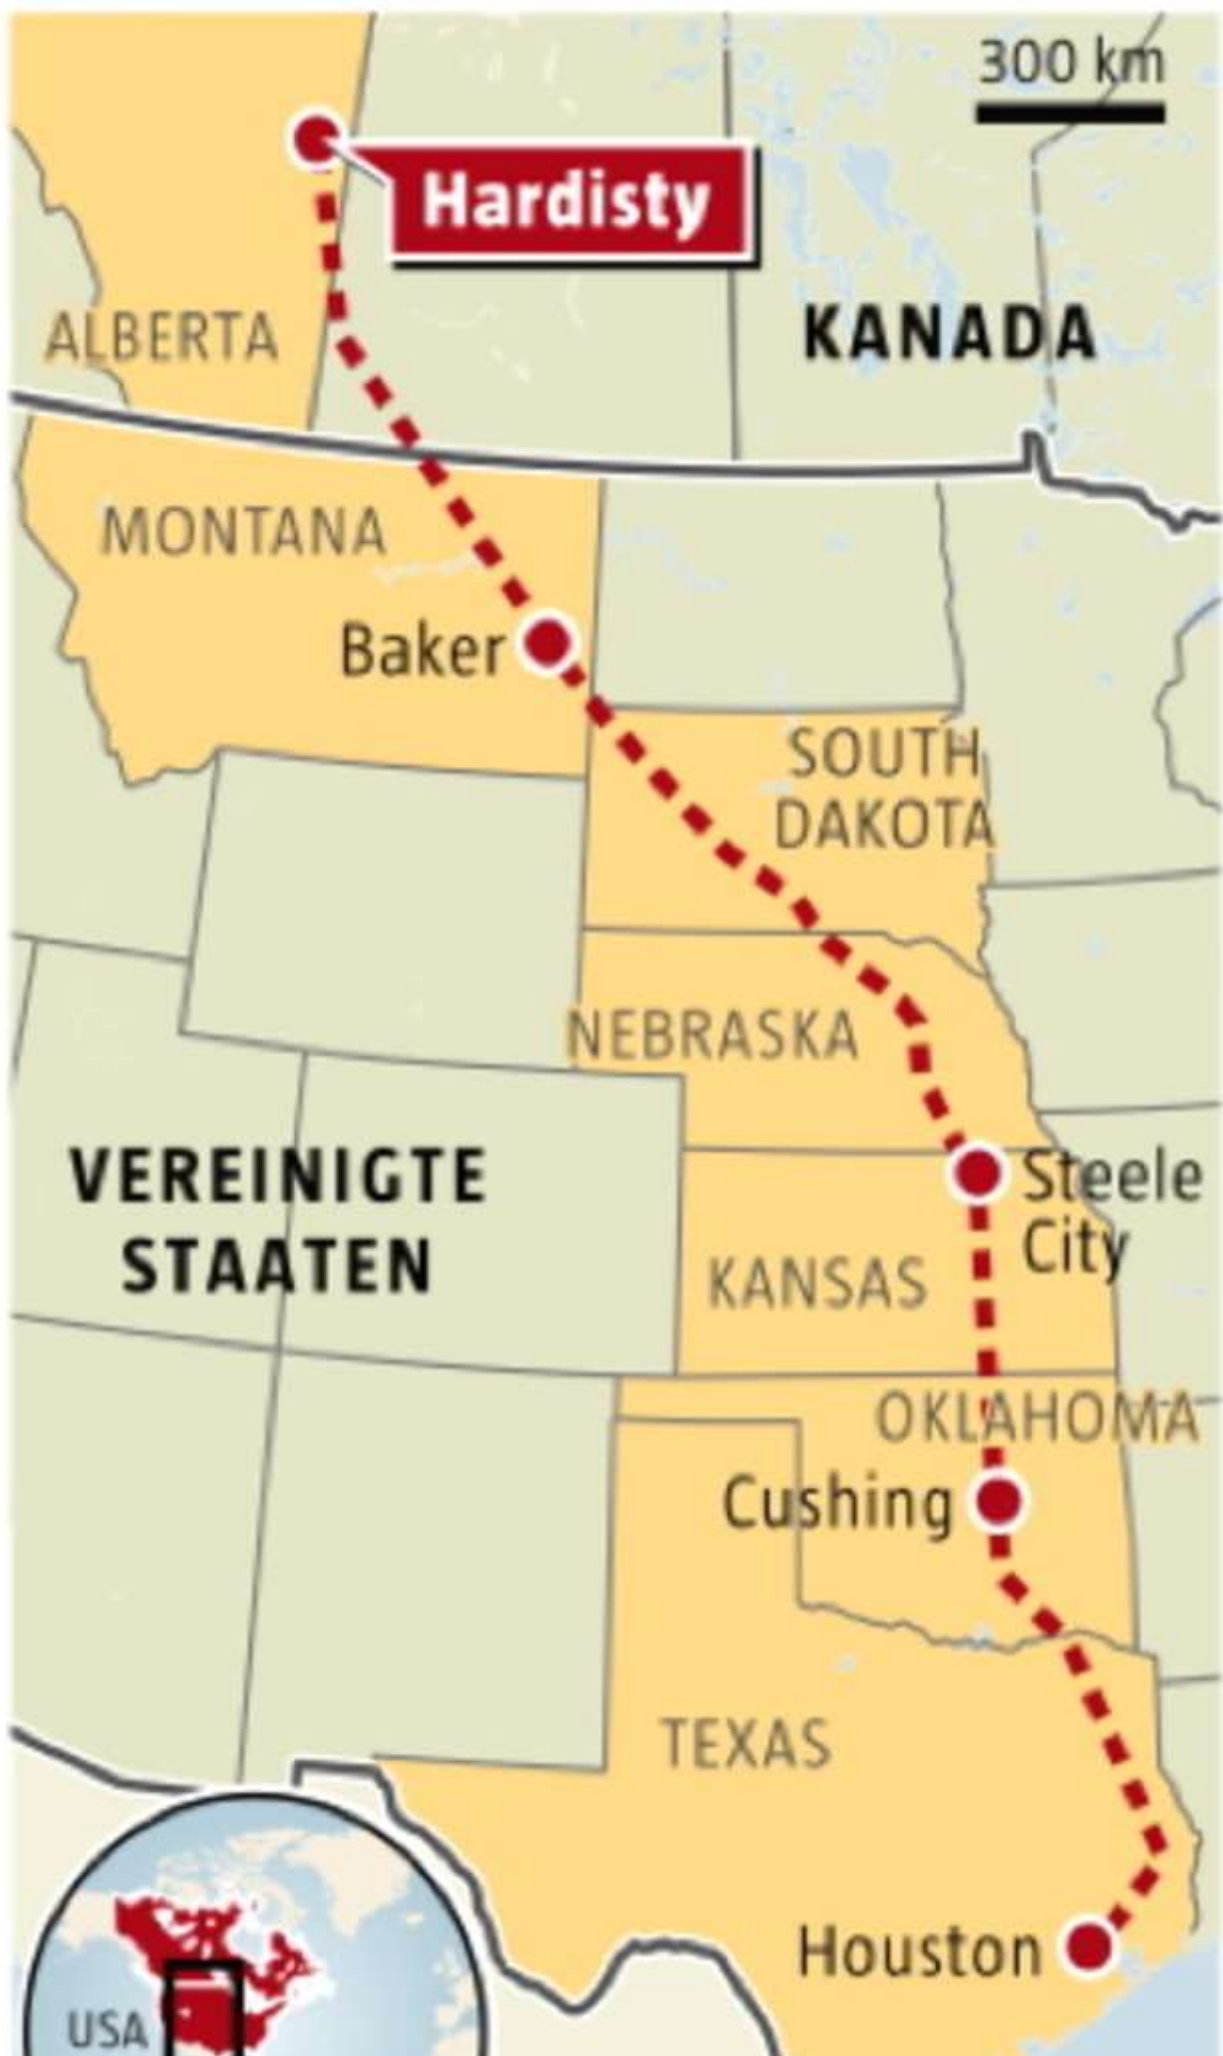 300 km
Hardisty
KANADA
ALBERTA
MONTANA
Baker
SOUTH
DAKOTA
NEBRASKA
VEREINIGTE
STAATEN
Steele
City
KANSAS
OKLAHOMA
Cushing
TEXAS
Houston
USA